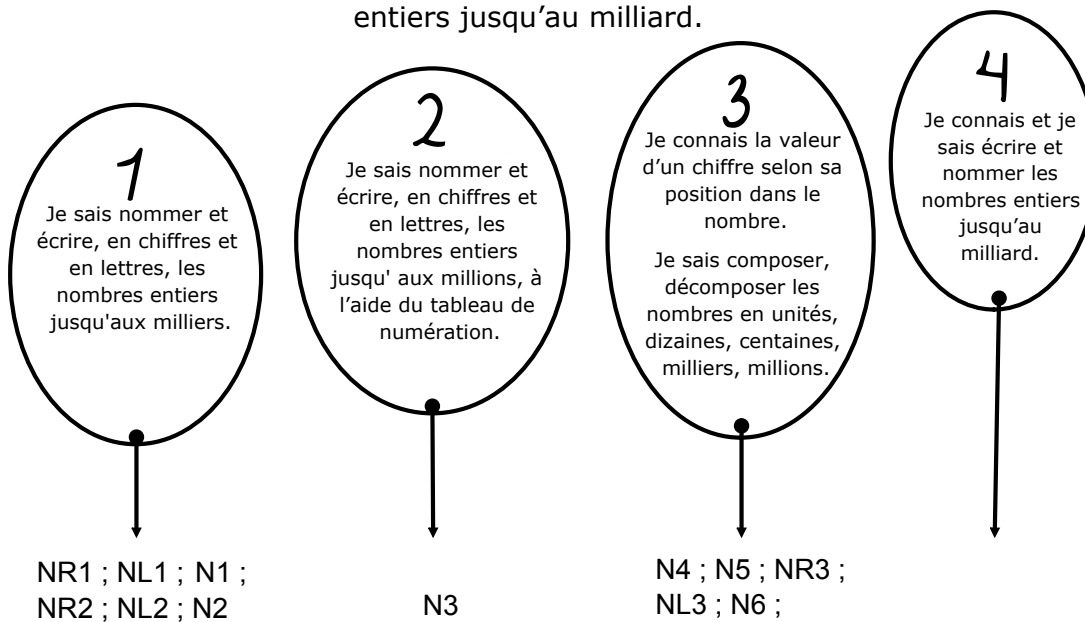 entiers jusqu’au milliard.
1
Je sais nommer et
écrire, en chiffres et
en lettres, les
nombres entiers
jusqu'aux milliers.
NR1 ; NL1 ; N1 ;
NR2 ; NL2 ; N2
2
Je sais nommer et
écrire, en chiffres et
en lettres, les
nombres entiers
jusqu' aux millions, à
l’aide du tableau de
numération.
N3
3
Je connais la valeur
d’un chiffre selon sa
position dans le
nombre.
Je sais composer,
décomposer les
nombres en unités,
dizaines, centaines,
milliers, millions.
N4 ; N5 ; NR3 ;
NL3 ; N6 ;
4
Je connais et je
sais écrire et
nommer les
nombres entiers
jusqu’au
milliard.